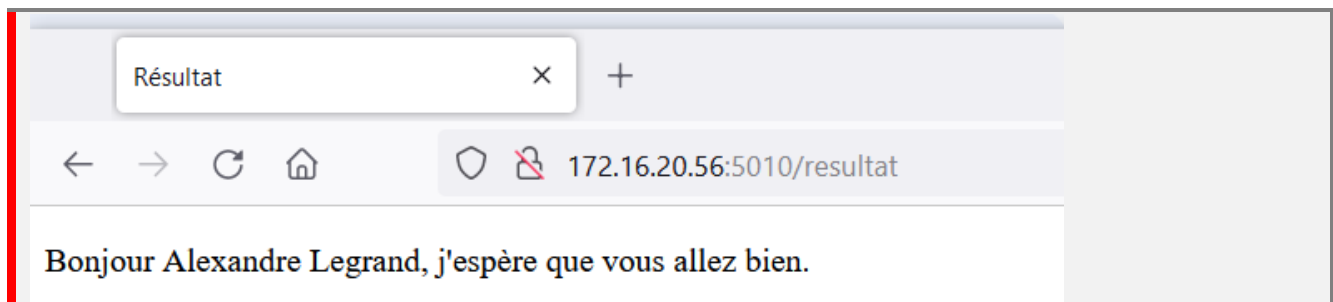 Résultat
172.16.20.56:5010/resultat
Bonjour Alexandre Legrand, j'espère que vous allez bien.